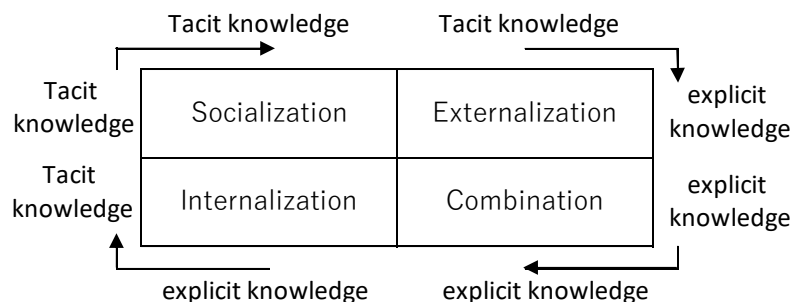 Tacit knowledge
Tacit knowledge
Tacit
knowledge
Socialization
Externalization
explicit
knowledge
Tacit
knowledge
Internalization
Combination
explicit
knowledge
explicit knowledge
explicit knowledge